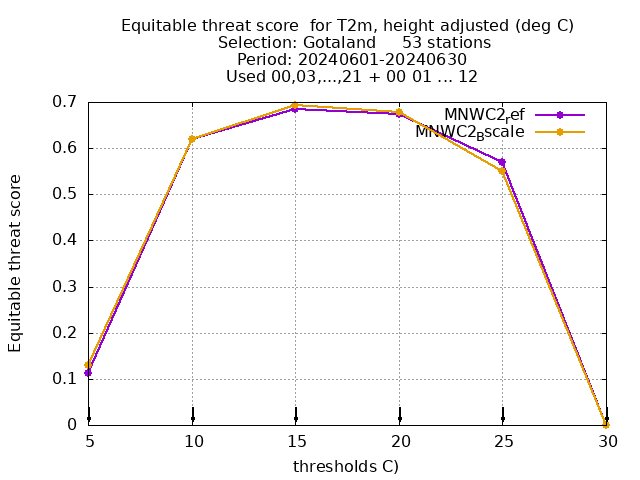 Equitable threat score  for T2m, height adjusted (deg C)
Selection: Gotaland     53 stations
Period: 20240601-20240630
Used 00,03,...,21 + 00 01 ... 12
MNWC2ref
MNWC2Bscale
0.7
0.6
0.5
0.4
0.3
0.2
0.1
0
Equitable threat score
5 10 15 20 25 30
thresholds C)